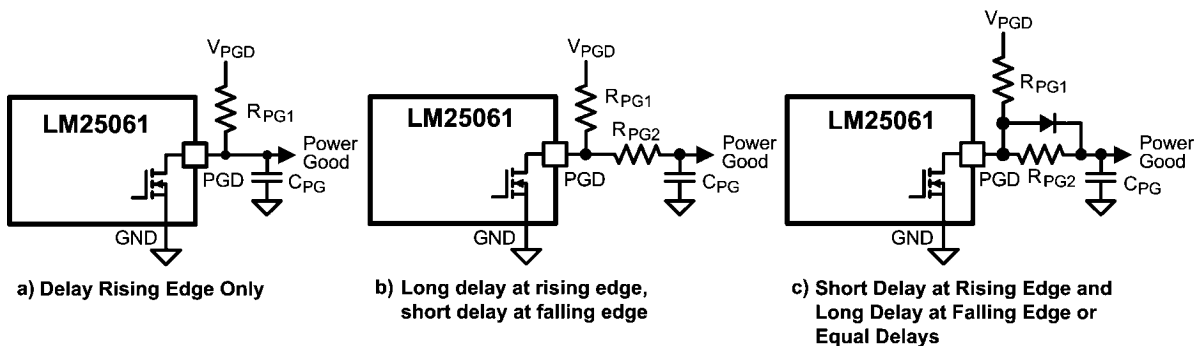 V_PGD
LM25061
R_PG1
Power
Good
PGD
C_PG
GND
a) Delay Rising Edge Only
V_PGD
LM25061
R_PG1
R_PG2
Power
Good
PGD
C_PG
GND
b) Long delay at rising edge,
short delay at falling edge
V_PGD
LM25061
R_PG1
Power
Good
PGD
R_PG2
C_PG
GND
c) Short Delay at Rising Edge and
Long Delay at Falling Edge or
Equal Delays